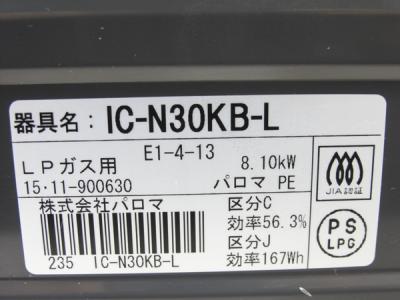 器具名：IC-N30KB-L
E1-4-13
LPガス用 8.10kW
15·11-900630 パロマ PE
株式会社パロマ
区分C
効率56.3%
区分J
効率167Wh
235 IC-N30KB-L
JIA認証
PS
LPG